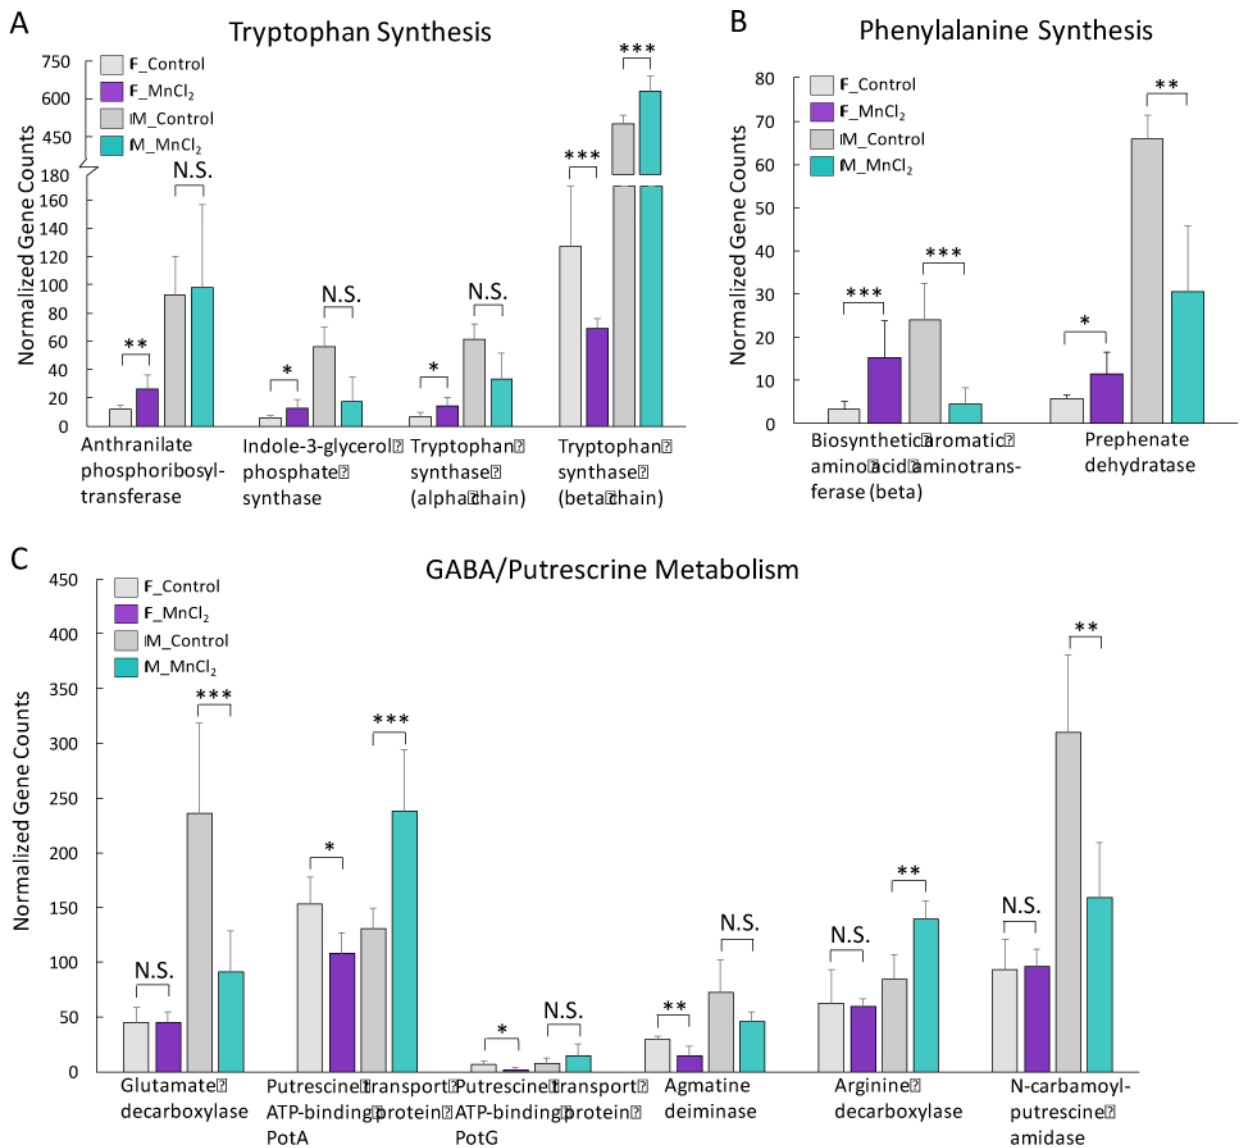 A
Tryptophan Synthesis
F_Control
F_MnCl₂
M_Control
M_MnCl₂
Normalized Gene Counts
750
600
450
180
160
140
120
100
80
60
40
20
0
**
N.S.
*
N.S.
*
N.S.
***
***
Anthranilate
phosphoribosyl-
transferase
Indole-3-glycerol
phosphate
synthase
Tryptophan
synthase
(alpha chain)
Tryptophan
synthase
(beta chain)
B
Phenylalanine Synthesis
F_Control
F_MnCl₂
M_Control
M_MnCl₂
Normalized Gene Counts
80
70
60
50
40
30
20
10
0
***
***
*
**
Biosynthetic aromatic
amino acid aminotrans-
ferase (beta)
Prephenate
dehydratase
C
GABA/Putrescrine Metabolism
F_Control
F_MnCl₂
M_Control
M_MnCl₂
Normalized Gene Counts
450
400
350
300
250
200
150
100
50
0
N.S.
***
*
***
*
N.S.
**
N.S.
N.S.
**
N.S.
**
Glutamate
decarboxylase
Putrescine transport
ATP-binding protein
PotA
Putrescine transport
ATP-binding protein
PotG
Agmatine
deiminase
Arginine
decarboxylase
N-carbamoyl-
putrescine
amidase